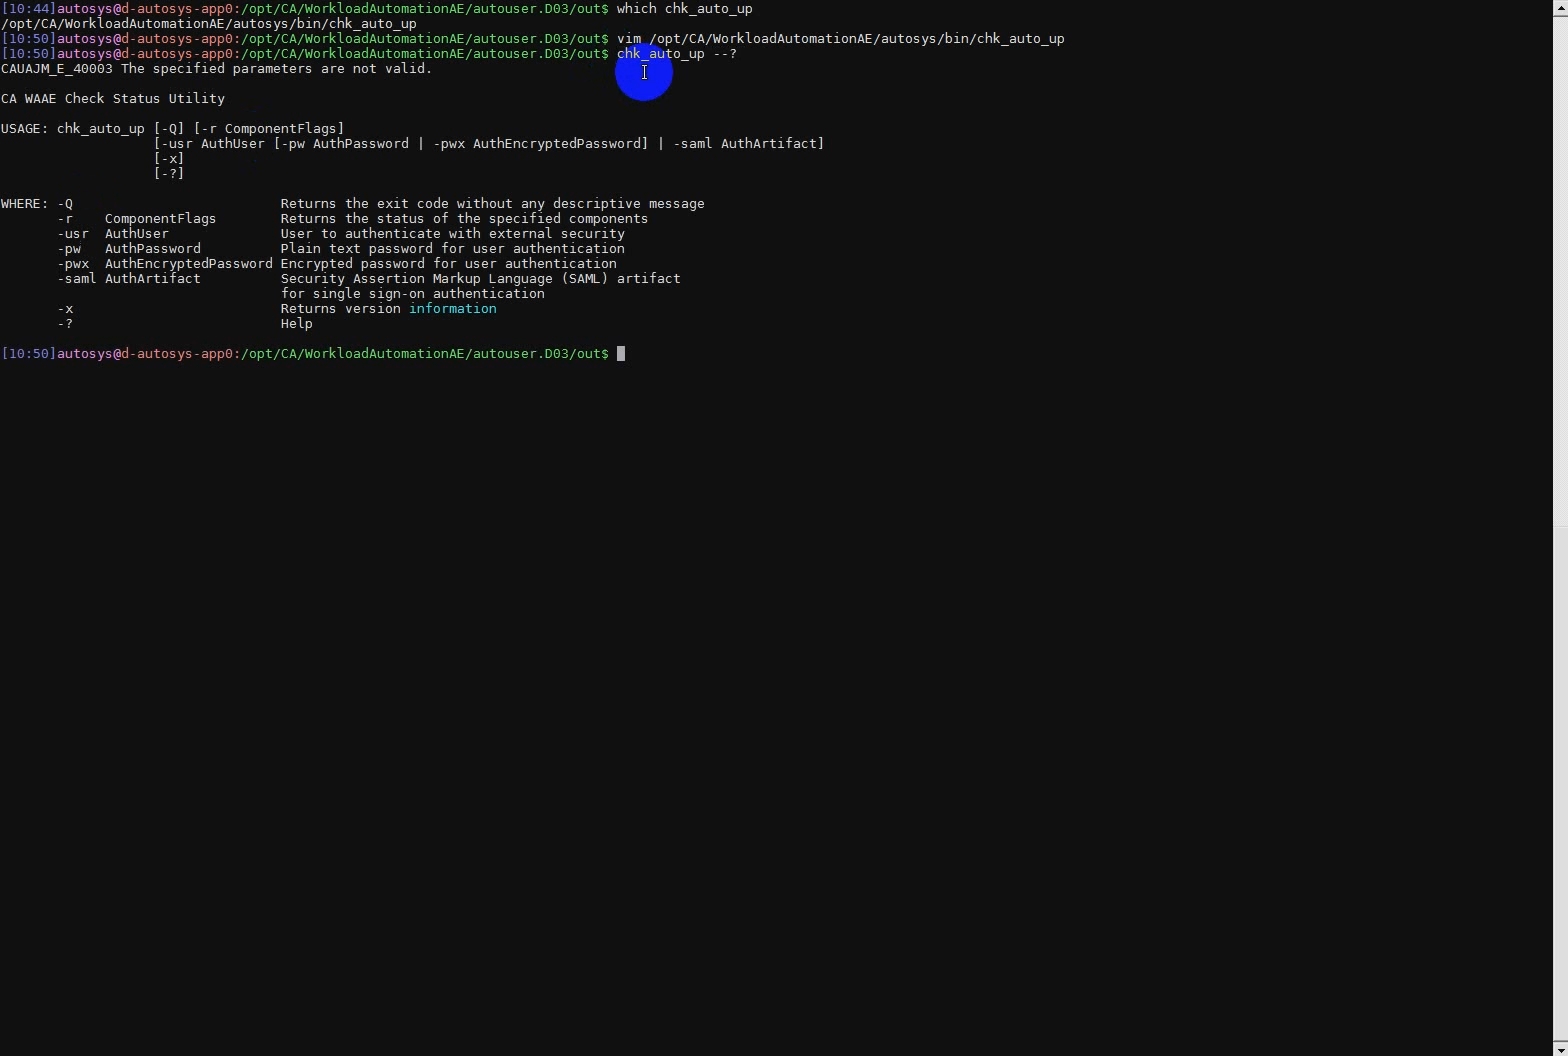 [10:44]autosys@d-autosys-app0:/opt/CA/WorkloadAutomationAE/autouser.D03/out$ which chk_auto_up
/opt/CA/WorkloadAutomationAE/autosys/bin/chk_auto_up
[10:50]autosys@d-autosys-app0:/opt/CA/WorkloadAutomationAE/autouser.D03/out$ vim /opt/CA/WorkloadAutomationAE/autosys/bin/chk_auto_up
[10:50]autosys@d-autosys-app0:/opt/CA/WorkloadAutomationAE/autouser.D03/out$ chk_auto_up --?
CAUAJM_E_40003 The specified parameters are not valid.
CA WAAE Check Status Utility
USAGE: chk_auto_up [-Q] [-r ComponentFlags]
[-usr AuthUser [-pw AuthPassword | -pwx AuthEncryptedPassword] | -saml AuthArtifact]
[-x]
[-?]
WHERE: -Q Returns the exit code without any descriptive message
-r ComponentFlags Returns the status of the specified components
-usr AuthUser User to authenticate with external security
-pw AuthPassword Plain text password for user authentication
-pwx AuthEncryptedPassword Encrypted password for user authentication
-saml AuthArtifact Security Assertion Markup Language (SAML) artifact
for single sign-on authentication
-x Returns version information
-? Help
[10:50]autosys@d-autosys-app0:/opt/CA/WorkloadAutomationAE/autouser.D03/out$